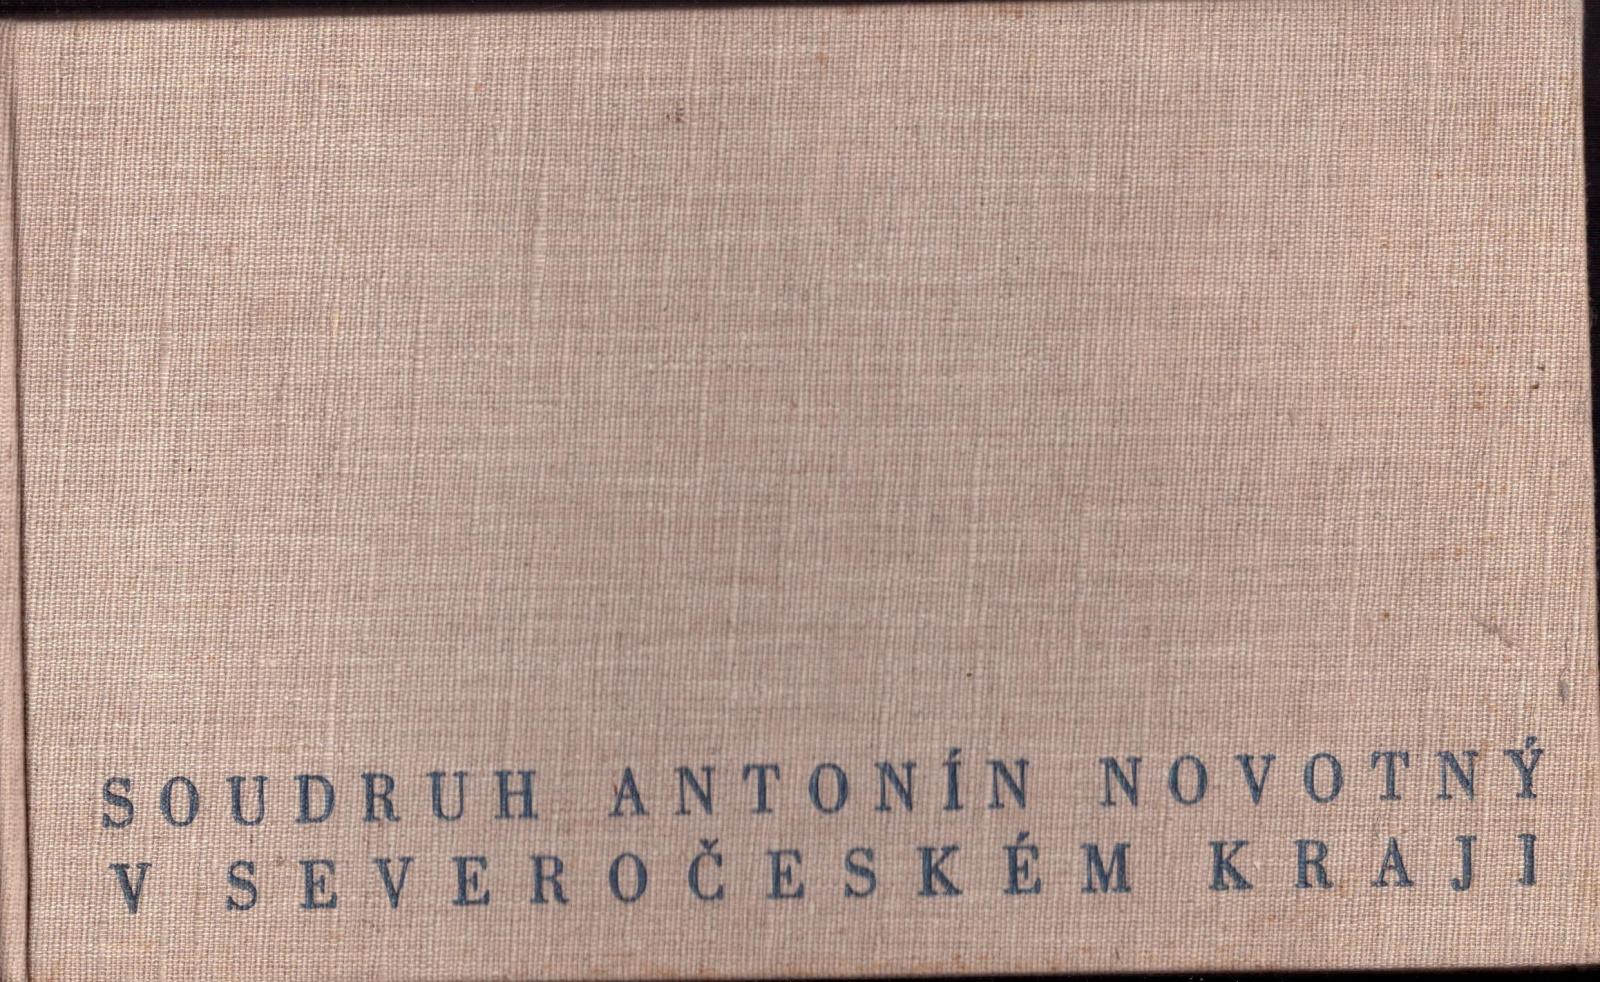 SOUDRUH ANTONÍN NOVOTNÝ
V SEVEROČESKÉM KRAJI